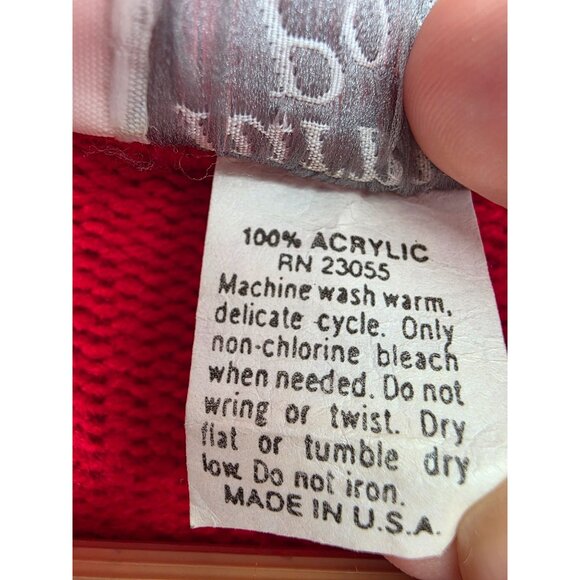 100% ACRYLIC
RN 23055
Machine wash warm,
delicate cycle. Only
non-chlorine bleach
when needed. Do not
wring or twist. Dry
flat or tumble dry
low. Do not iron.
MADE IN U.S.A.